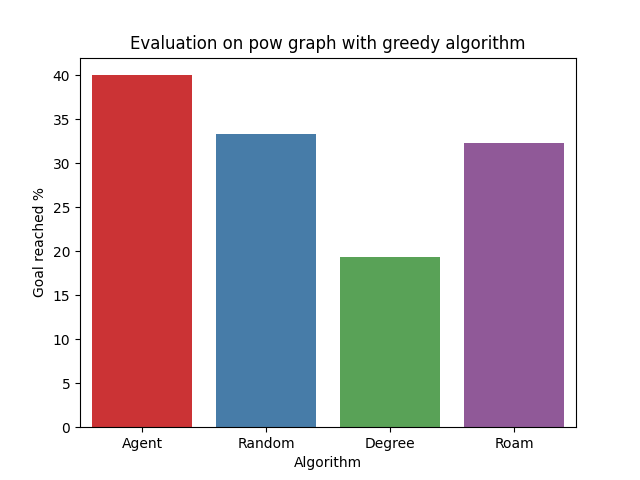 Evaluation on pow graph with greedy algorithm
40
35
30
25
20
15
10
5
0
Goal reached %
Agent Random Degree Roam
Algorithm